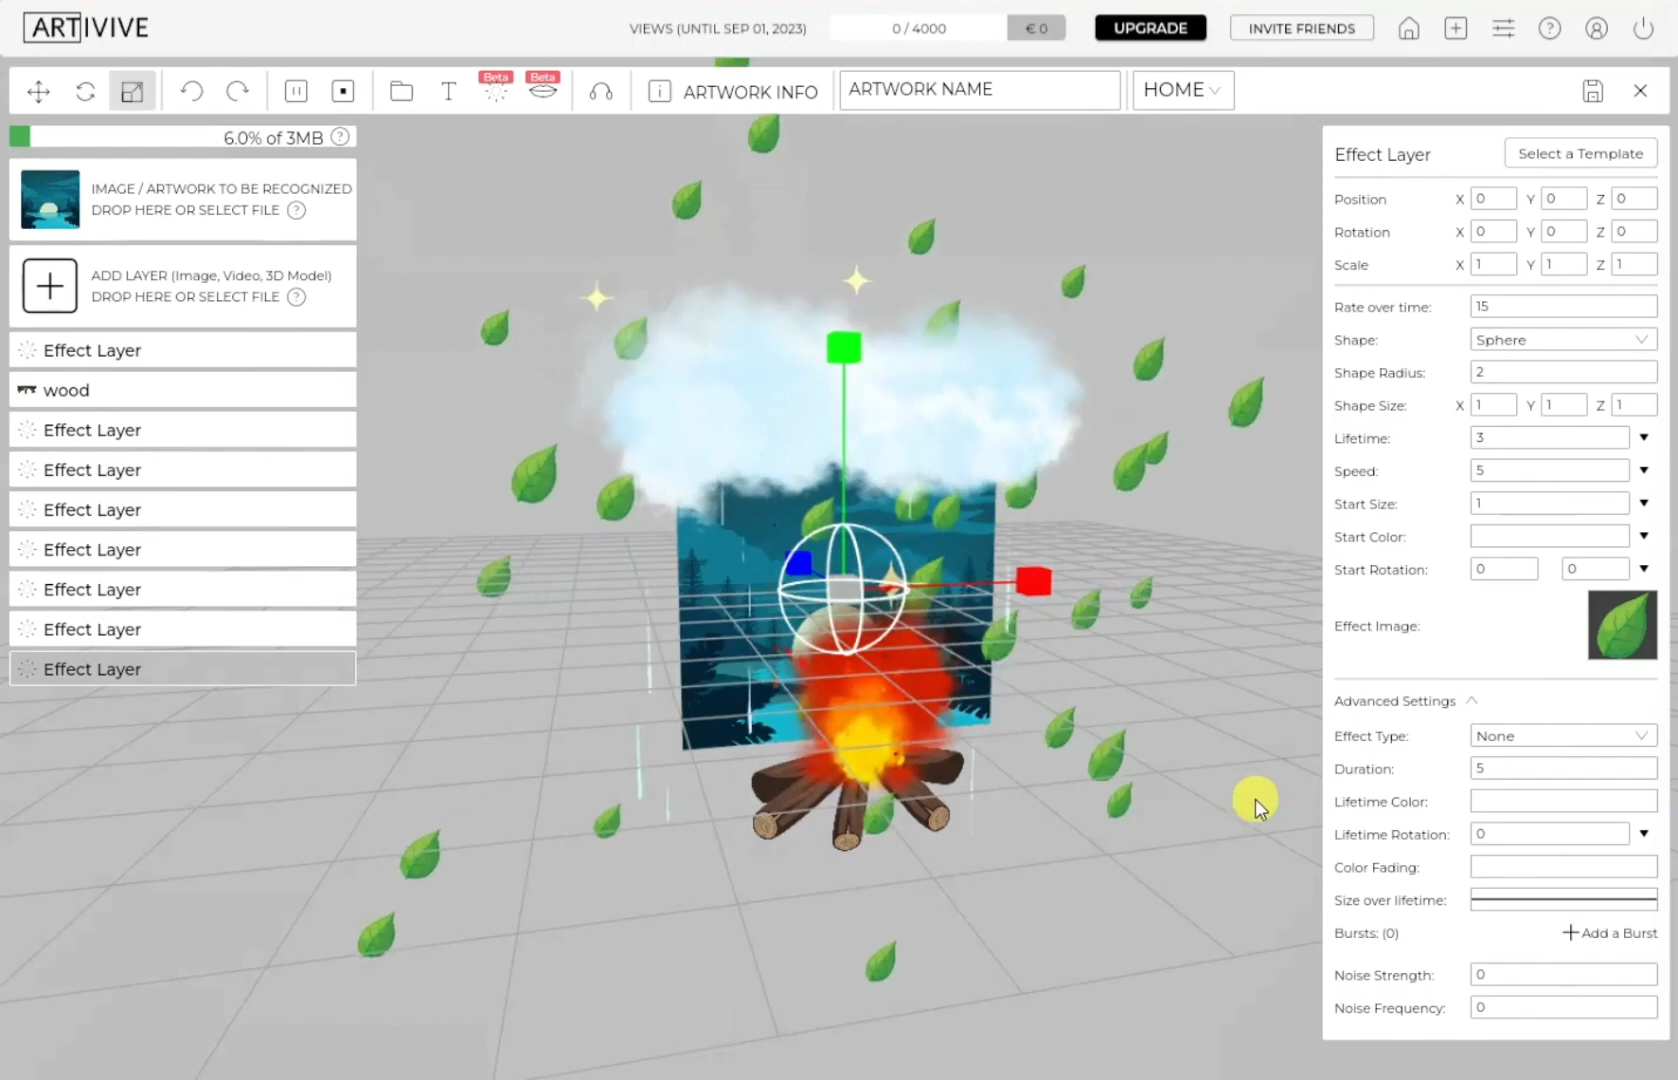 ARTIVIVE
VIEWS (UNTIL SEP 01, 2023)
0 / 4000
€ 0
UPGRADE
INVITE FRIENDS
Beta
Beta
T
ARTWORK INFO
ARTWORK NAME
HOME
6.0% of 3MB ?
IMAGE / ARTWORK TO BE RECOGNIZED
DROP HERE OR SELECT FILE ?
ADD LAYER (Image, Video, 3D Model)
DROP HERE OR SELECT FILE ?
Effect Layer
wood
Effect Layer
Effect Layer
Effect Layer
Effect Layer
Effect Layer
Effect Layer
Effect Layer
Effect Layer
Select a Template
Position X 0 Y 0 Z 0
Rotation X 0 Y 0 Z 0
Scale X 1 Y 1 Z 1
Rate over time: 15
Shape: Sphere
Shape Radius: 2
Shape Size: X 1 Y 1 Z 1
Lifetime: 3
Speed: 5
Start Size: 1
Start Color:
Start Rotation: 0 0
Effect Image:
Advanced Settings
Effect Type: None
Duration: 5
Lifetime Color:
Lifetime Rotation: 0
Color Fading:
Size over lifetime:
Bursts: (0) +Add a Burst
Noise Strength: 0
Noise Frequency: 0